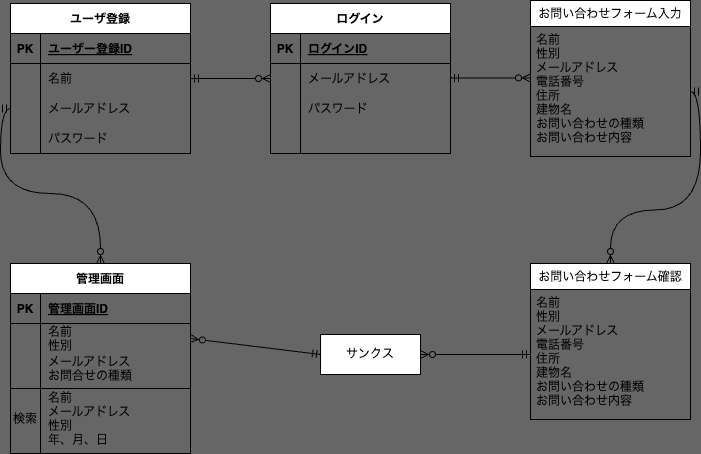 ユーザ登録
PK ユーザー登録ID
名前
メールアドレス
パスワード
ログイン
PK ログインID
メールアドレス
パスワード
お問い合わせフォーム入力
名前
性別
メールアドレス
電話番号
住所
建物名
お問い合わせの種類
お問い合わせ内容
管理画面
PK 管理画面ID
名前
性別
メールアドレス
お問合せの種類
検索
名前
メールアドレス
性別
年、月、日
サンクス
お問い合わせフォーム確認
名前
性別
メールアドレス
電話番号
住所
建物名
お問い合わせの種類
お問い合わせ内容